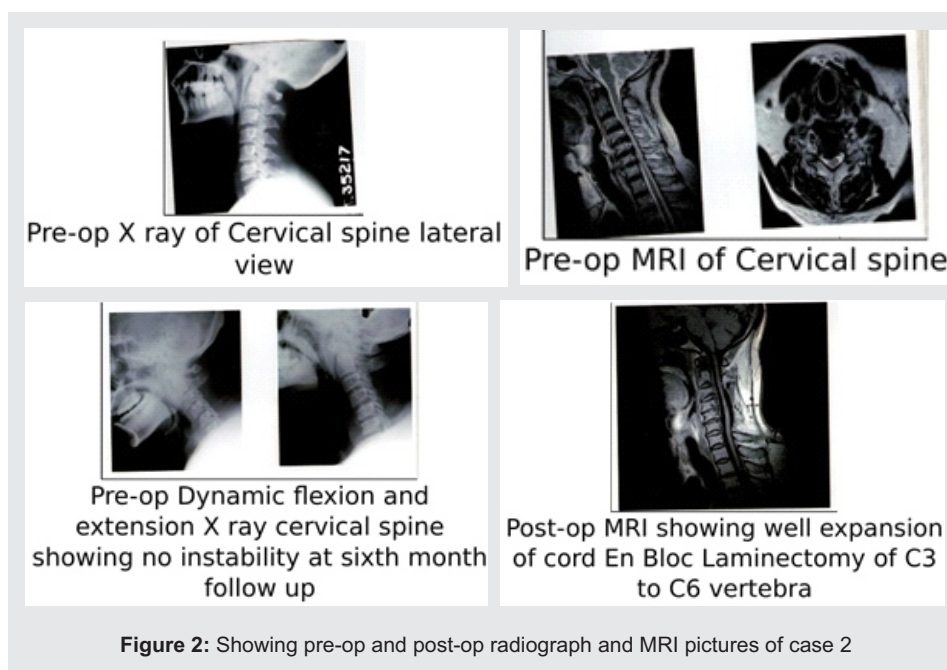 35217
Pre-op X ray of Cervical spine lateral
view
Pre-op MRI of Cervical spine
Pre-op Dynamic flexion and
extension X ray cervical spine
showing no instability at sixth month
follow up
Post-op MRI showing well expansion
of cord En Bloc Laminectomy of C3
to C6 vertebra
Figure 2: Showing pre-op and post-op radiograph and MRI pictures of case 2